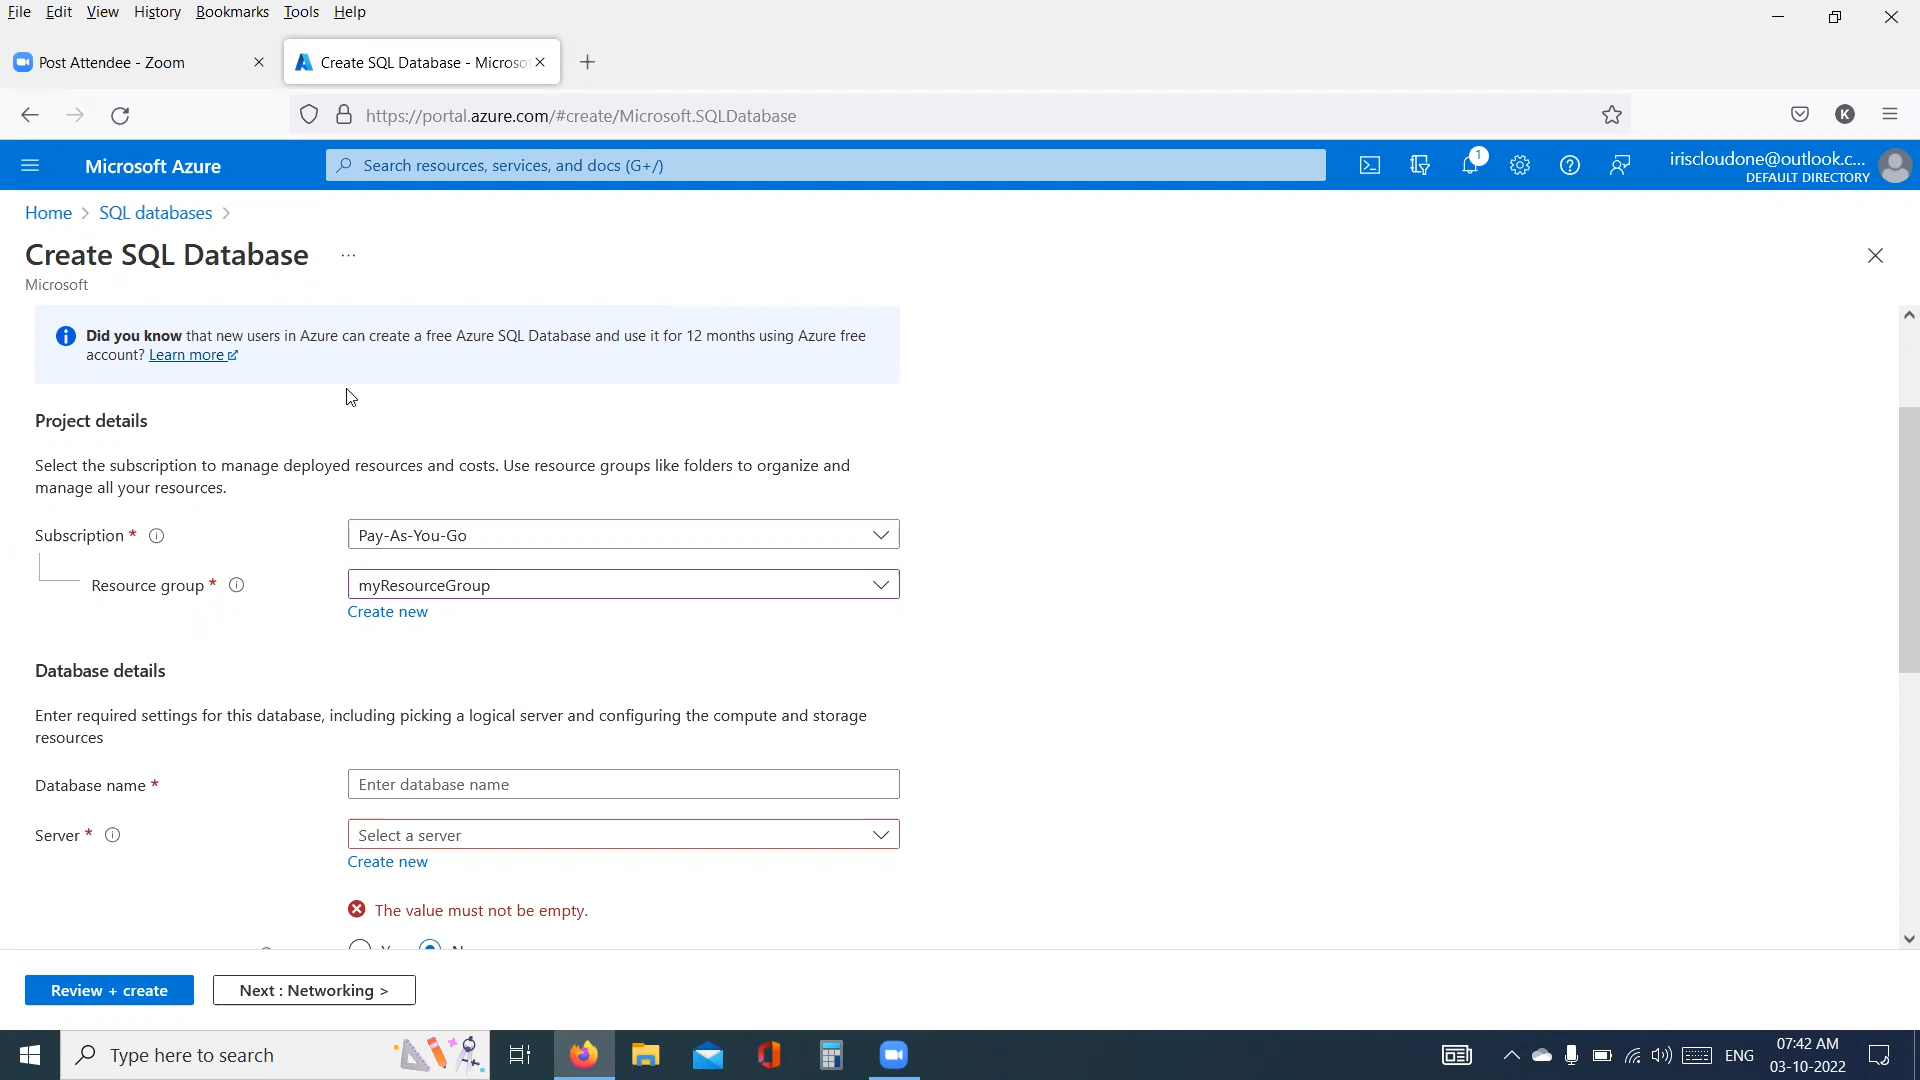 File Edit View History Bookmarks Tools Help
Post Attendee - Zoom
Create SQL Database - Microso
https://portal.azure.com/#create/Microsoft.SQLDatabase
K
Microsoft Azure
Search resources, services, and docs (G+/)
1
iriscloudone@outlook.c...
DEFAULT DIRECTORY
Home > SQL databases >
Create SQL Database ...
Microsoft
Did you know that new users in Azure can create a free Azure SQL Database and use it for 12 months using Azure free
account? Learn more
Project details
Select the subscription to manage deployed resources and costs. Use resource groups like folders to organize and
manage all your resources.
Subscription *
Pay-As-You-Go
Resource group *
myResourceGroup
Create new
Database details
Enter required settings for this database, including picking a logical server and configuring the compute and storage
resources
Database name *
Enter database name
Server *
Select a server
Create new
The value must not be empty.
Review + create
Next : Networking >
Type here to search
ENG
07:42 AM
03-10-2022